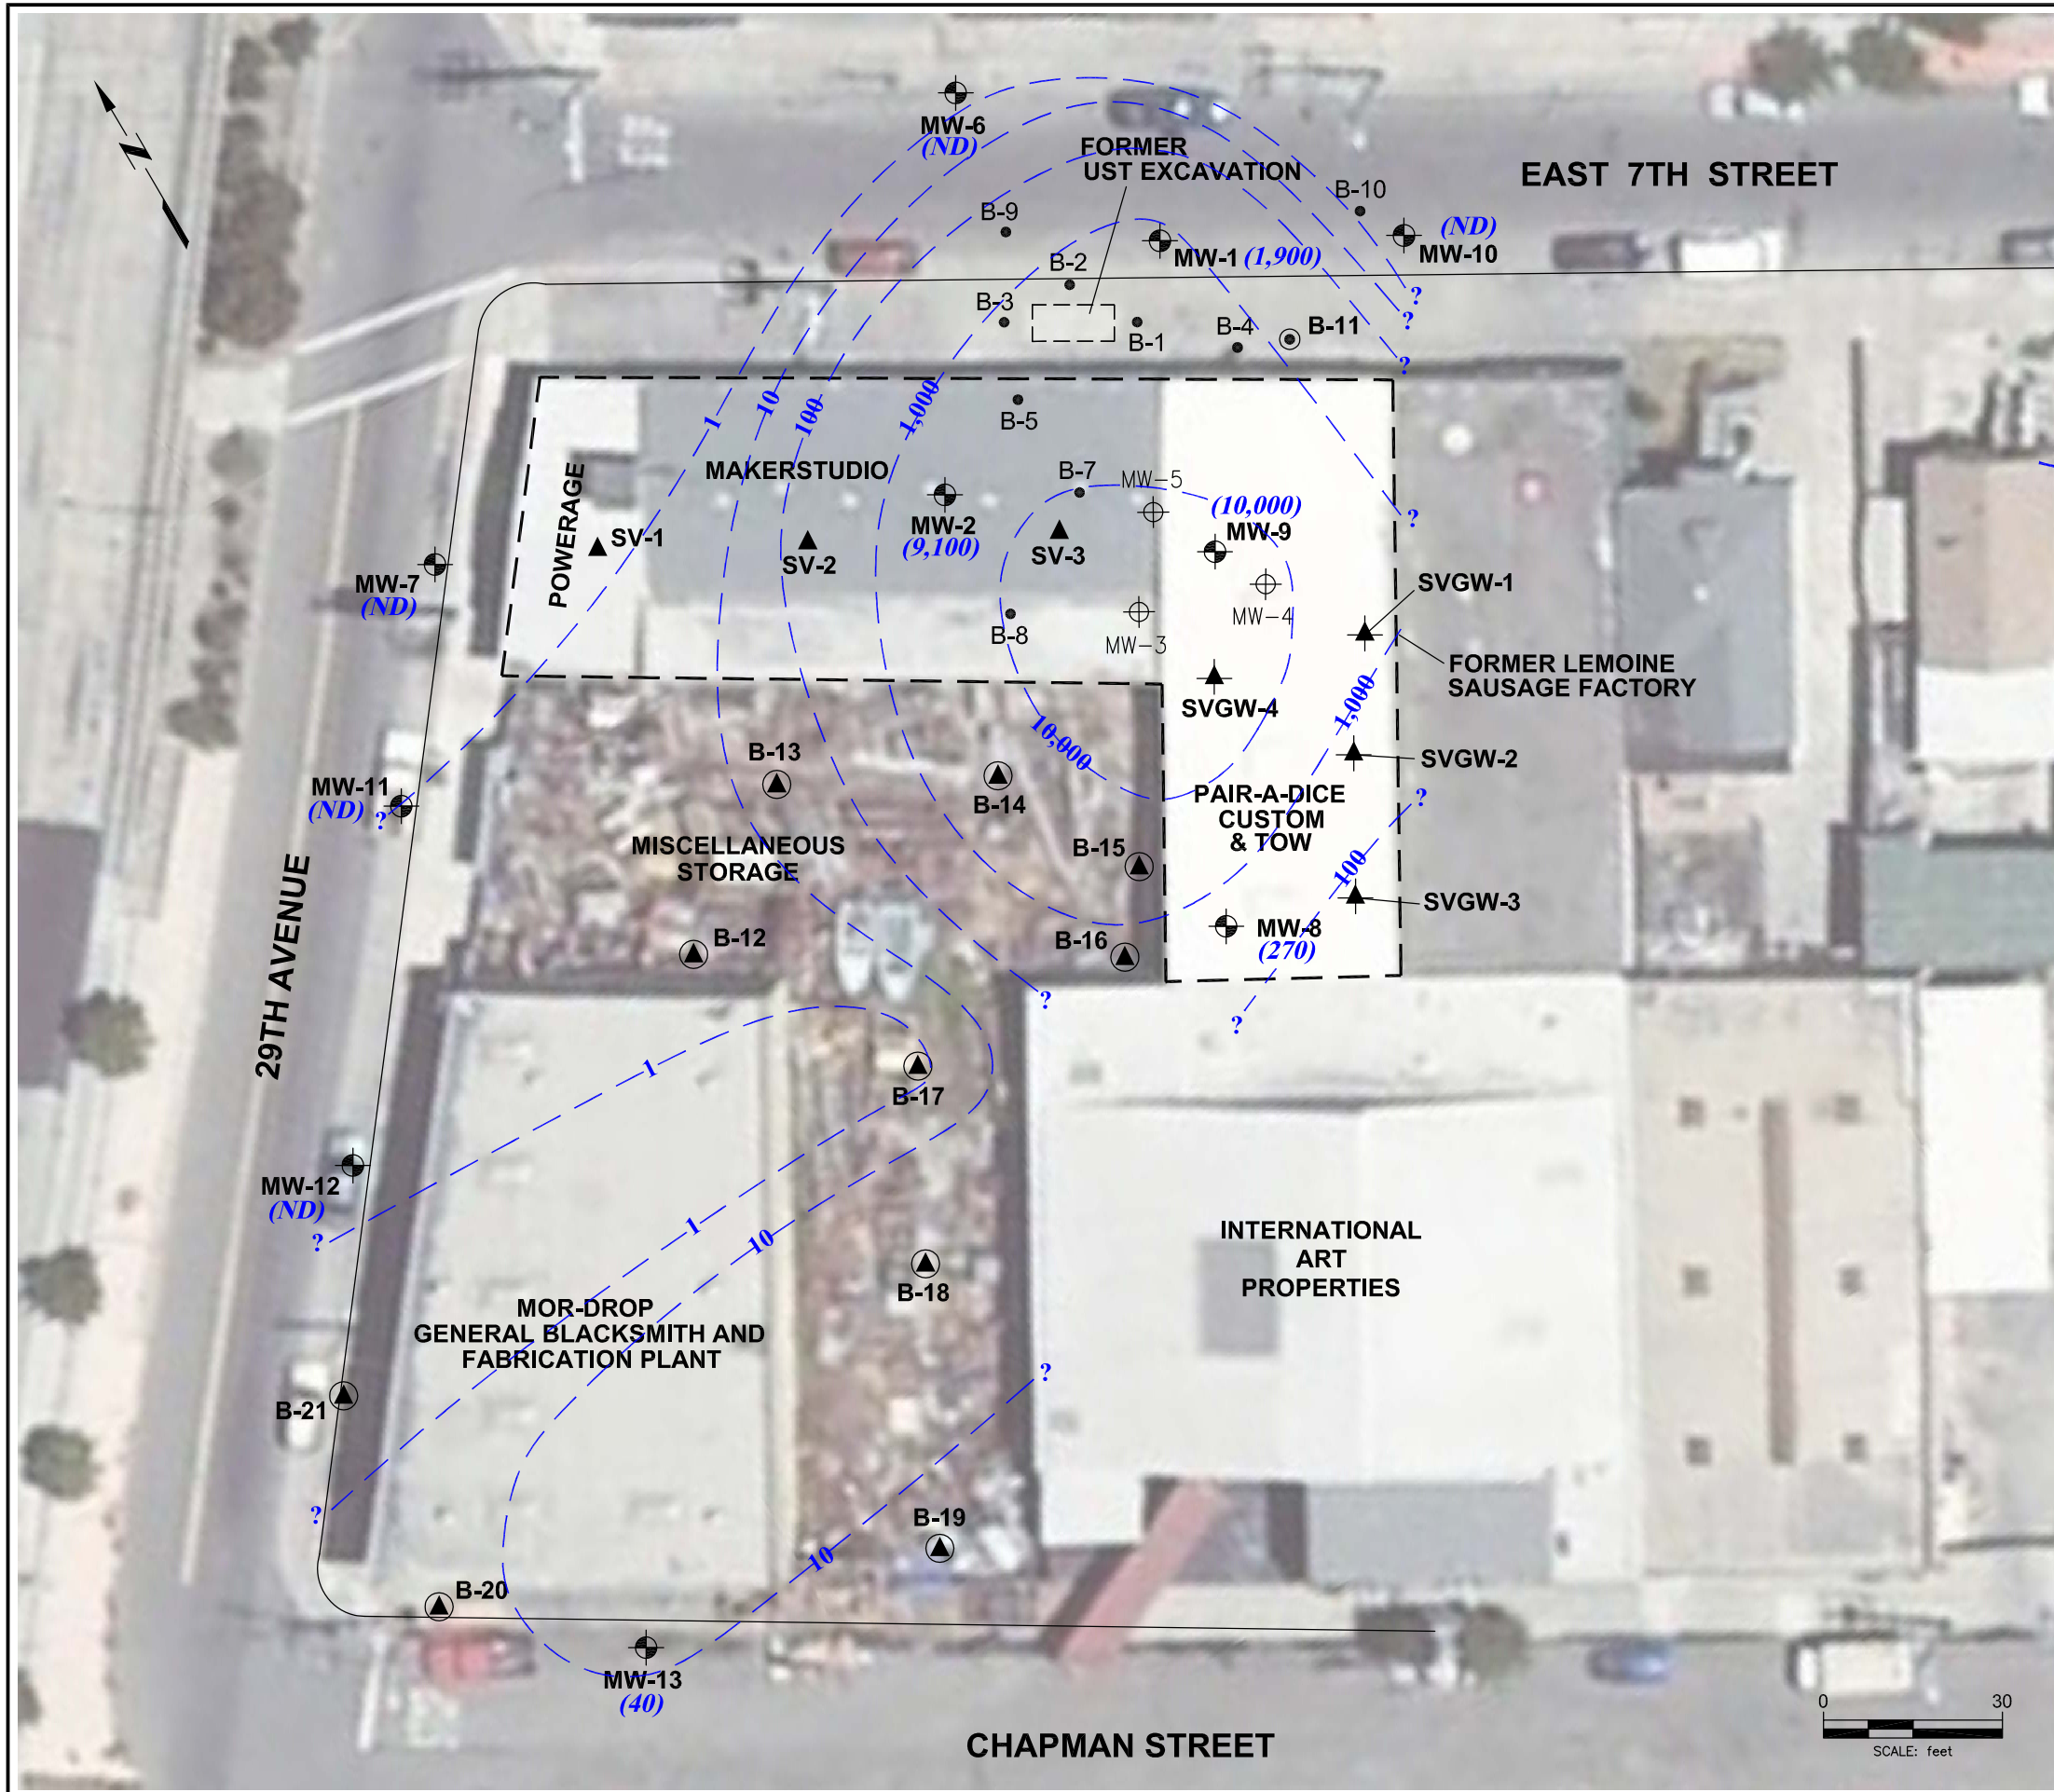 N
MW-6
(ND)
FORMER
UST EXCAVATION
EAST 7TH STREET
B-10
(ND)
MW-10
B-9
MW-1 (1,900)
B-2
B-3
B-1
B-4
B-11
?
?
?
1
10
100
1,000
B-5
MAKERSTUDIO
POWERAGE
B-7
MW-5
(10,000)
MW-9
MW-2
(9,100)
SV-1
SV-2
SV-3
?
MW-7
(ND)
MW-4
SVGW-1
B-8
MW-3
FORMER LEMOINE
SAUSAGE FACTORY
SVGW-4
1,000
10,000
B-13
B-14
SVGW-2
MW-11
(ND)
?
?
PAIR-A-DICE
CUSTOM
& TOW
MISCELLANEOUS
STORAGE
B-15
100
SVGW-3
29TH AVENUE
B-12
B-16
MW-8
(270)
?
?
1
B-17
MW-12
(ND)
?
1
10
B-18
INTERNATIONAL
ART
PROPERTIES
MOR-DROP
GENERAL BLACKSMITH AND
FABRICATION PLANT
?
B-21
?
B-19
10
B-20
MW-13
(40)
CHAPMAN STREET
0 30
SCALE: feet